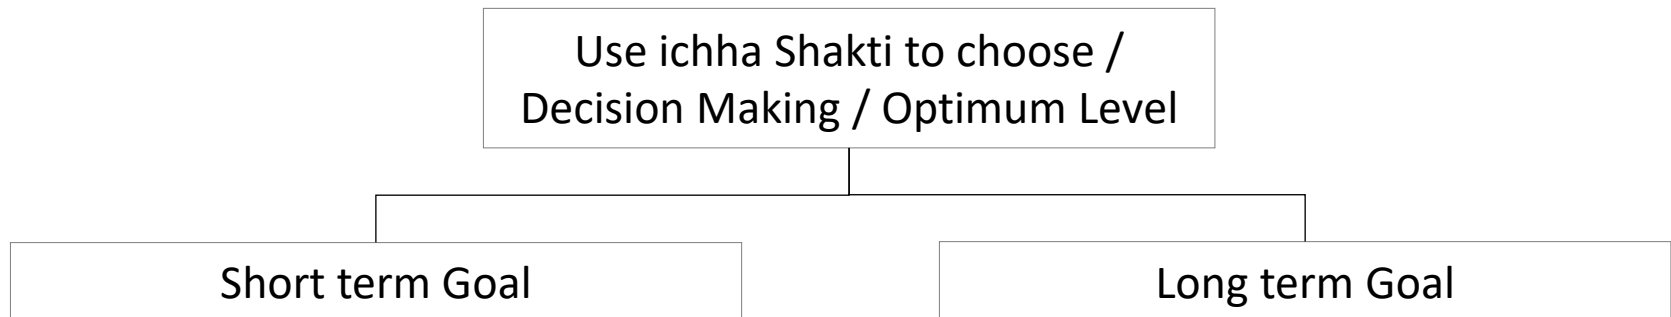 Use ichha Shakti to choose /
Decision Making / Optimum Level
Short term Goal
Long term Goal